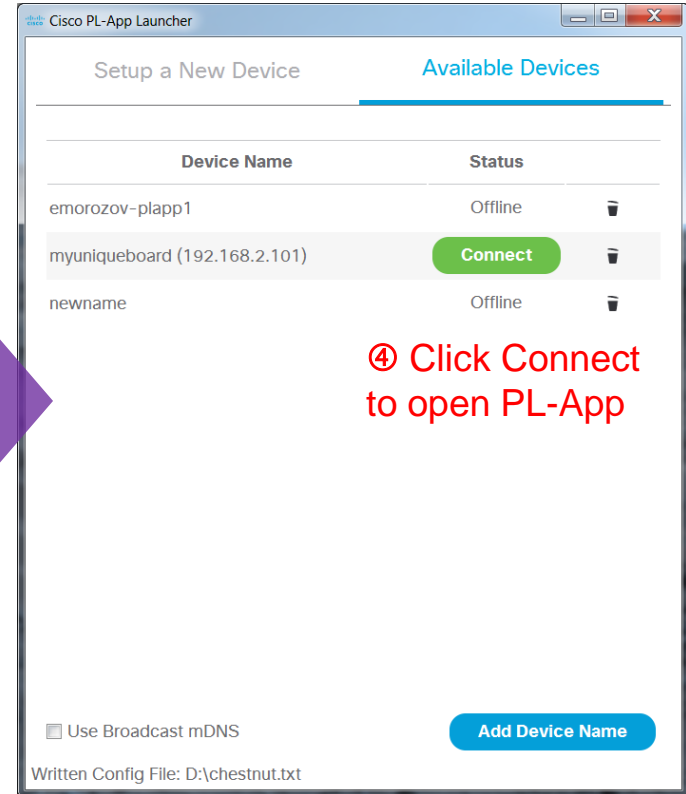 Cisco PL-App Launcher
Setup a New Device Available Devices
Device Name Status
emorozov-plapp1 Offline
myuniqueboard (192.168.2.101) Connect
newname Offline
④ Click Connect
to open PL-App
Use Broadcast mDNS Add Device Name
Written Config File: D:\chestnut.txt